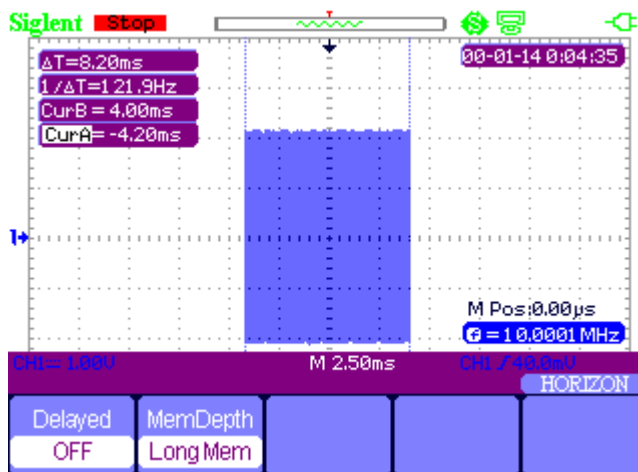 Siglent Stop
ΔT=8.20ms
1/ΔT=121.9Hz
CurB = 4.00ms
CurA= -4.20ms
00-01-14 0:04:35
M Pos:0.00μs
f = 10.0001MHz
CH1 1.00V M 2.50ms CH1 40.0mV
HORIZON
Delayed MemDepth
OFF Long Mem